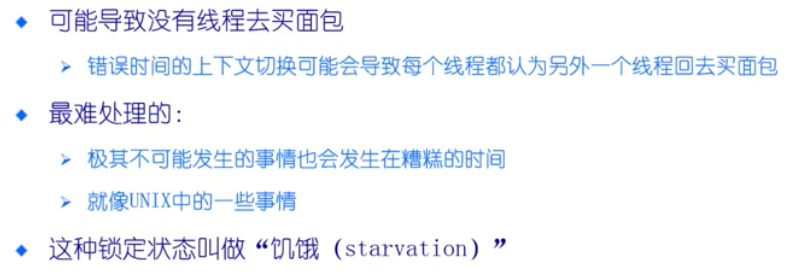 可能导致没有线程去买面包
错误时间的上下文切换可能会导致每个线程都认为另外一个线程回去买面包
最难处理的:
极其不可能发生的事情也会发生在糟糕的时间
就像UNIX中的一些事情
这种锁定状态叫做“饥饿（starvation）”